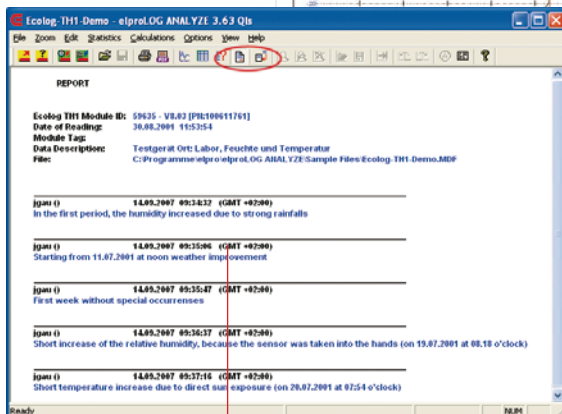 Ecolog-TH1-Demo - elproLOG ANALYZE 3.63 QIs
File Zoom Edit Statistics Calculations Options View Help
REPORT
Ecolog TH1 Module ID: 59635 - V8.03 [PIN:100611761]
Date of Reading: 30.08.2001 11:53:54
Module Tag:
Data Description: Testgerät Ort: Labor, Feuchte und Temperatur
File: C:\Programme\elpro\elproLOG ANALYZE\Sample Files\Ecolog-TH1-Demo.MDF
jgau () 14.09.2007 09:34:32 (GMT +02:00)
In the first period, the humidity increased due to strong rainfalls
jgau () 14.09.2007 09:35:06 (GMT +02:00)
Starting from 11.07.2001 at noon weather improvement
jgau () 14.09.2007 09:35:47 (GMT +02:00)
First week without special occurrenses
jgau () 14.09.2007 09:36:37 (GMT +02:00)
Short increase of the relative humidity, because the sensor was taken into the hands (on 19.07.2001 at 08.18 o'clock)
jgau () 14.09.2007 09:37:16 (GMT +02:00)
Short temperature increase due to direct sun exposure (on 20.07.2001 at 07:54 o'clock)
Ready NUM